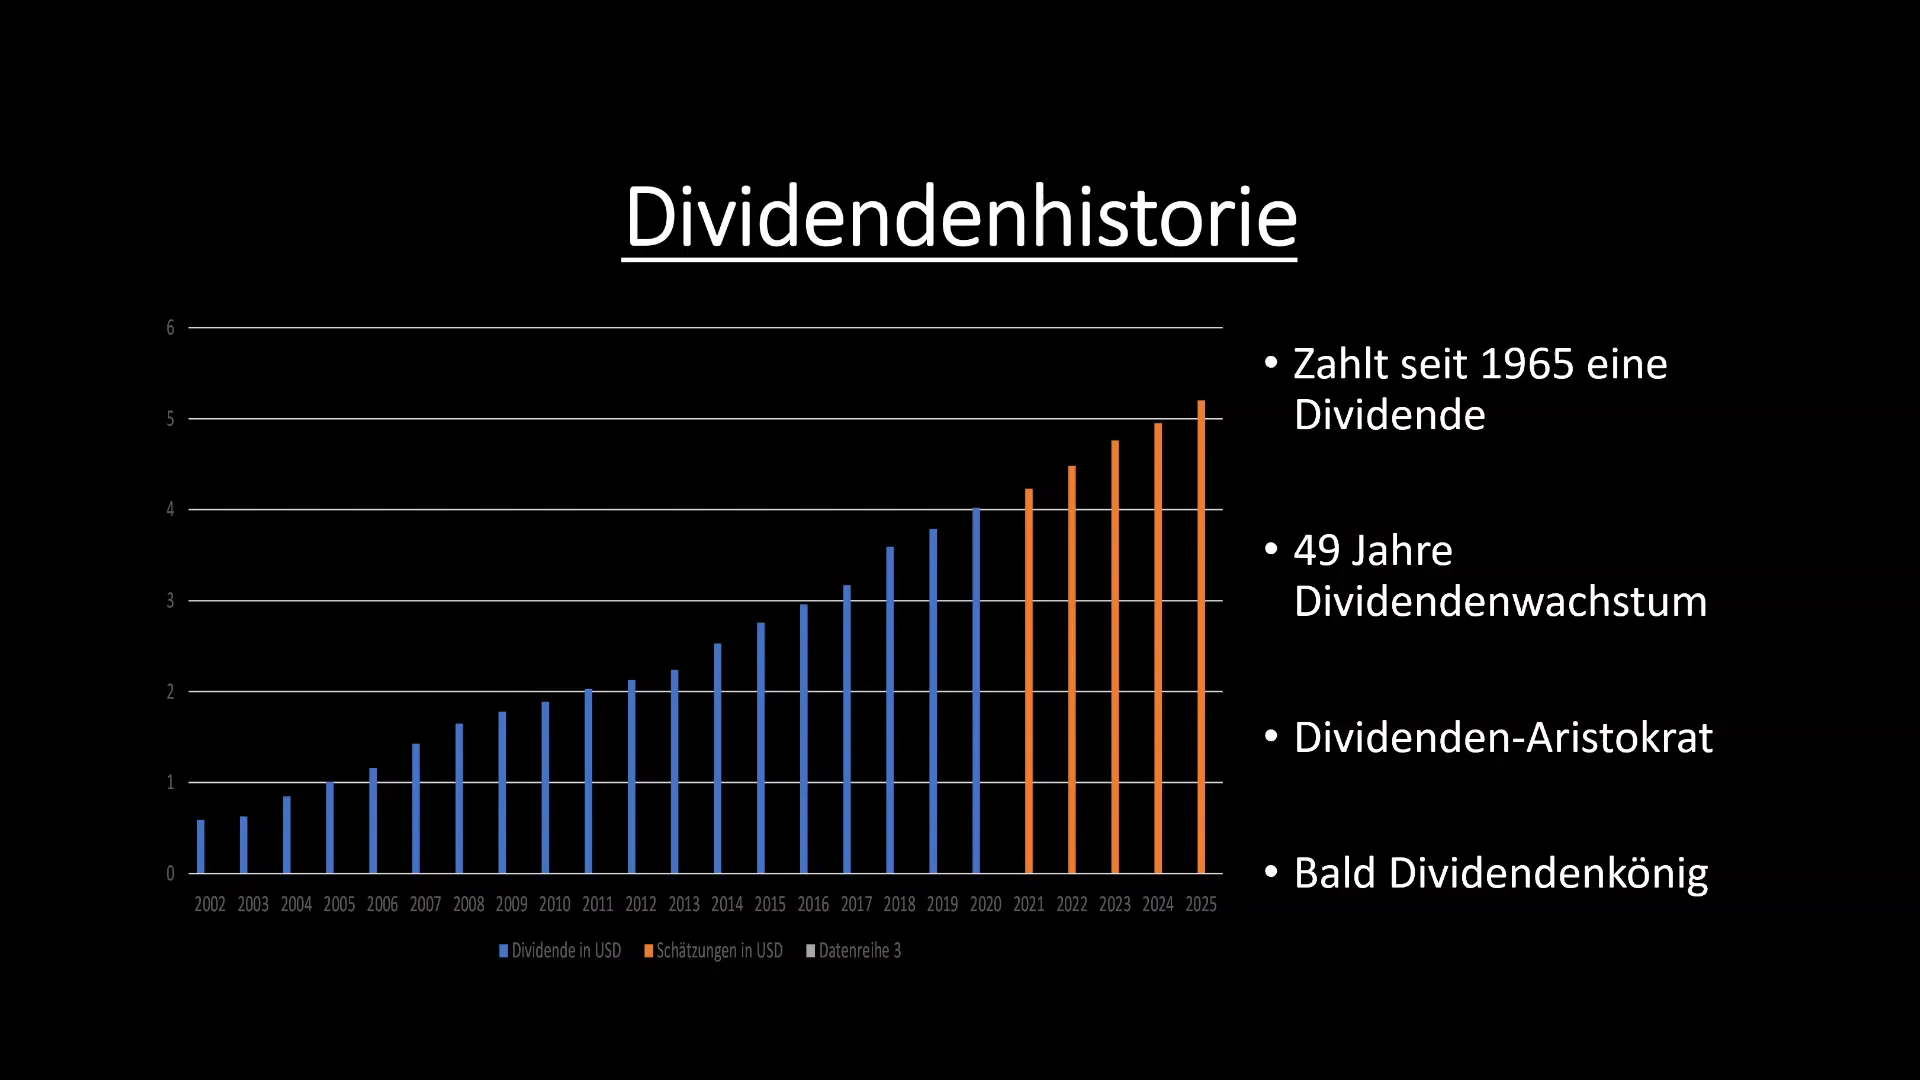 Dividendenhistorie
6
5
4
3
2
1
0
2002 2003 2004 2005 2006 2007 2008 2009 2010 2011 2012 2013 2014 2015 2016 2017 2018 2019 2020 2021 2022 2023 2024 2025
Dividende in USD Schätzungen in USD Datenreihe 3
• Zahlt seit 1965 eine
Dividende
• 49 Jahre
Dividendenwachstum
• Dividenden-Aristokrat
• Bald Dividendenkönig